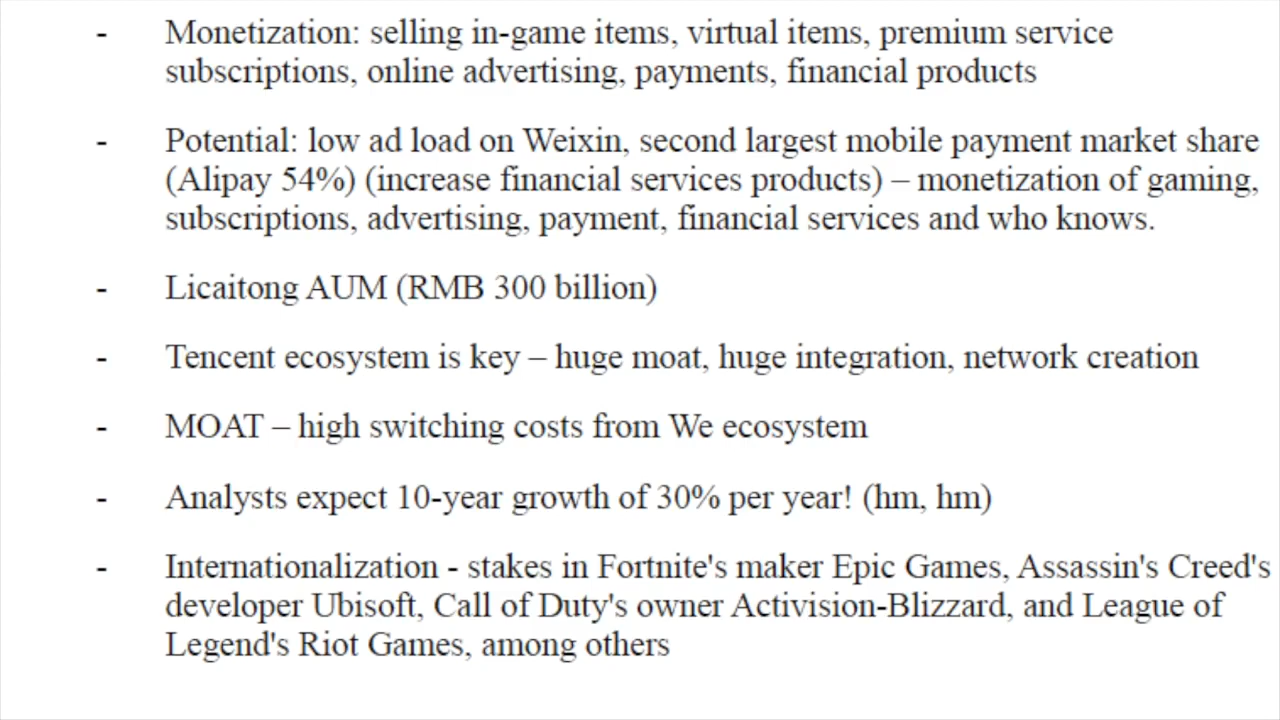 - Monetization: selling in-game items, virtual items, premium service
subscriptions, online advertising, payments, financial products
- Potential: low ad load on Weixin, second largest mobile payment market share
(Alipay 54%) (increase financial services products) – monetization of gaming,
subscriptions, advertising, payment, financial services and who knows.
- Licaitong AUM (RMB 300 billion)
- Tencent ecosystem is key – huge moat, huge integration, network creation
- MOAT – high switching costs from We ecosystem
- Analysts expect 10-year growth of 30% per year! (hm, hm)
- Internationalization - stakes in Fortnite's maker Epic Games, Assassin's Creed's
developer Ubisoft, Call of Duty's owner Activision-Blizzard, and League of
Legend's Riot Games, among others